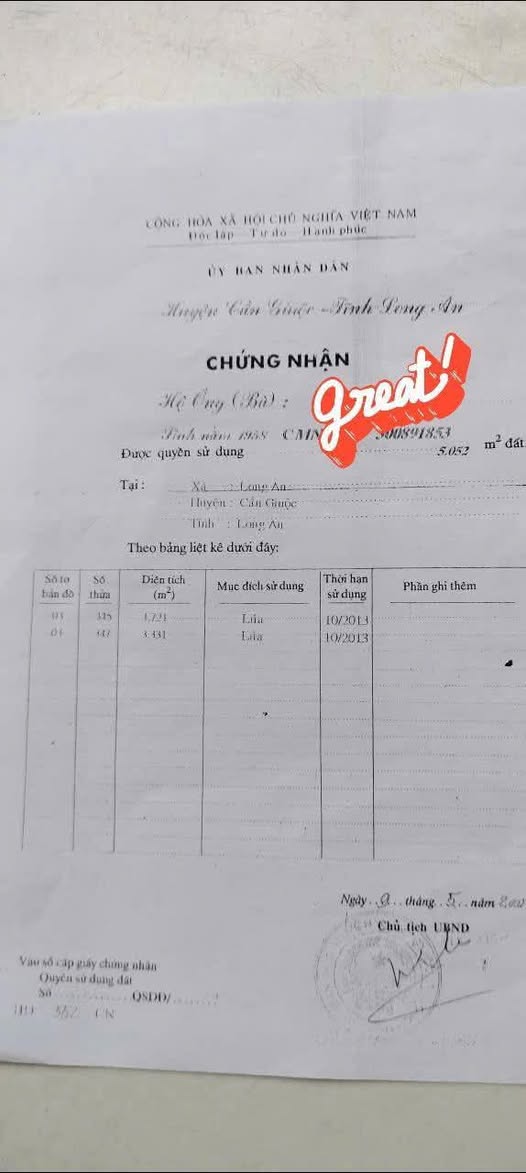 CỘNG HÒA XÃ HỘI CHỦ NGHĨA VIỆT NAM
Độc lập - Tự do - Hạnh phúc
ỦY BAN NHÂN DÂN
Huyện Cần Giuộc - Tỉnh Long An
CHỨNG NHẬN
Hộ Ông (Bà) :
great!
Sinh năm 1958 CMN 300891853
Được quyền sử dụng 5.052 m² đất
Tại : Xã : Long An
Huyện : Cần Giuộc
Tỉnh : Long An
Theo bảng liệt kê dưới đây:
Số tờ bản đồ Số thửa Diện tích (m²) Mục đích sử dụng Thời hạn sử dụng Phần ghi thêm
Lúa 10/2013
Lúa 10/2013
Ngày 9 tháng 5 năm
Chủ tịch UBND
Vào sổ cấp giấy chứng nhận
Quyền sử dụng đất
Số QSDĐ/